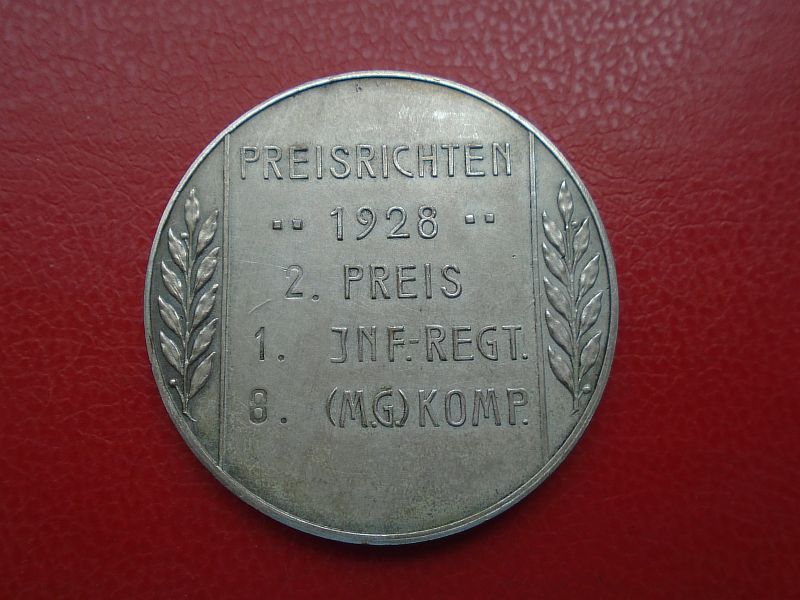 PREISRICHTEN
·· 1928 ··
2. PREIS
1. JNF.-REGT.
8. (M.G.) KOMP.